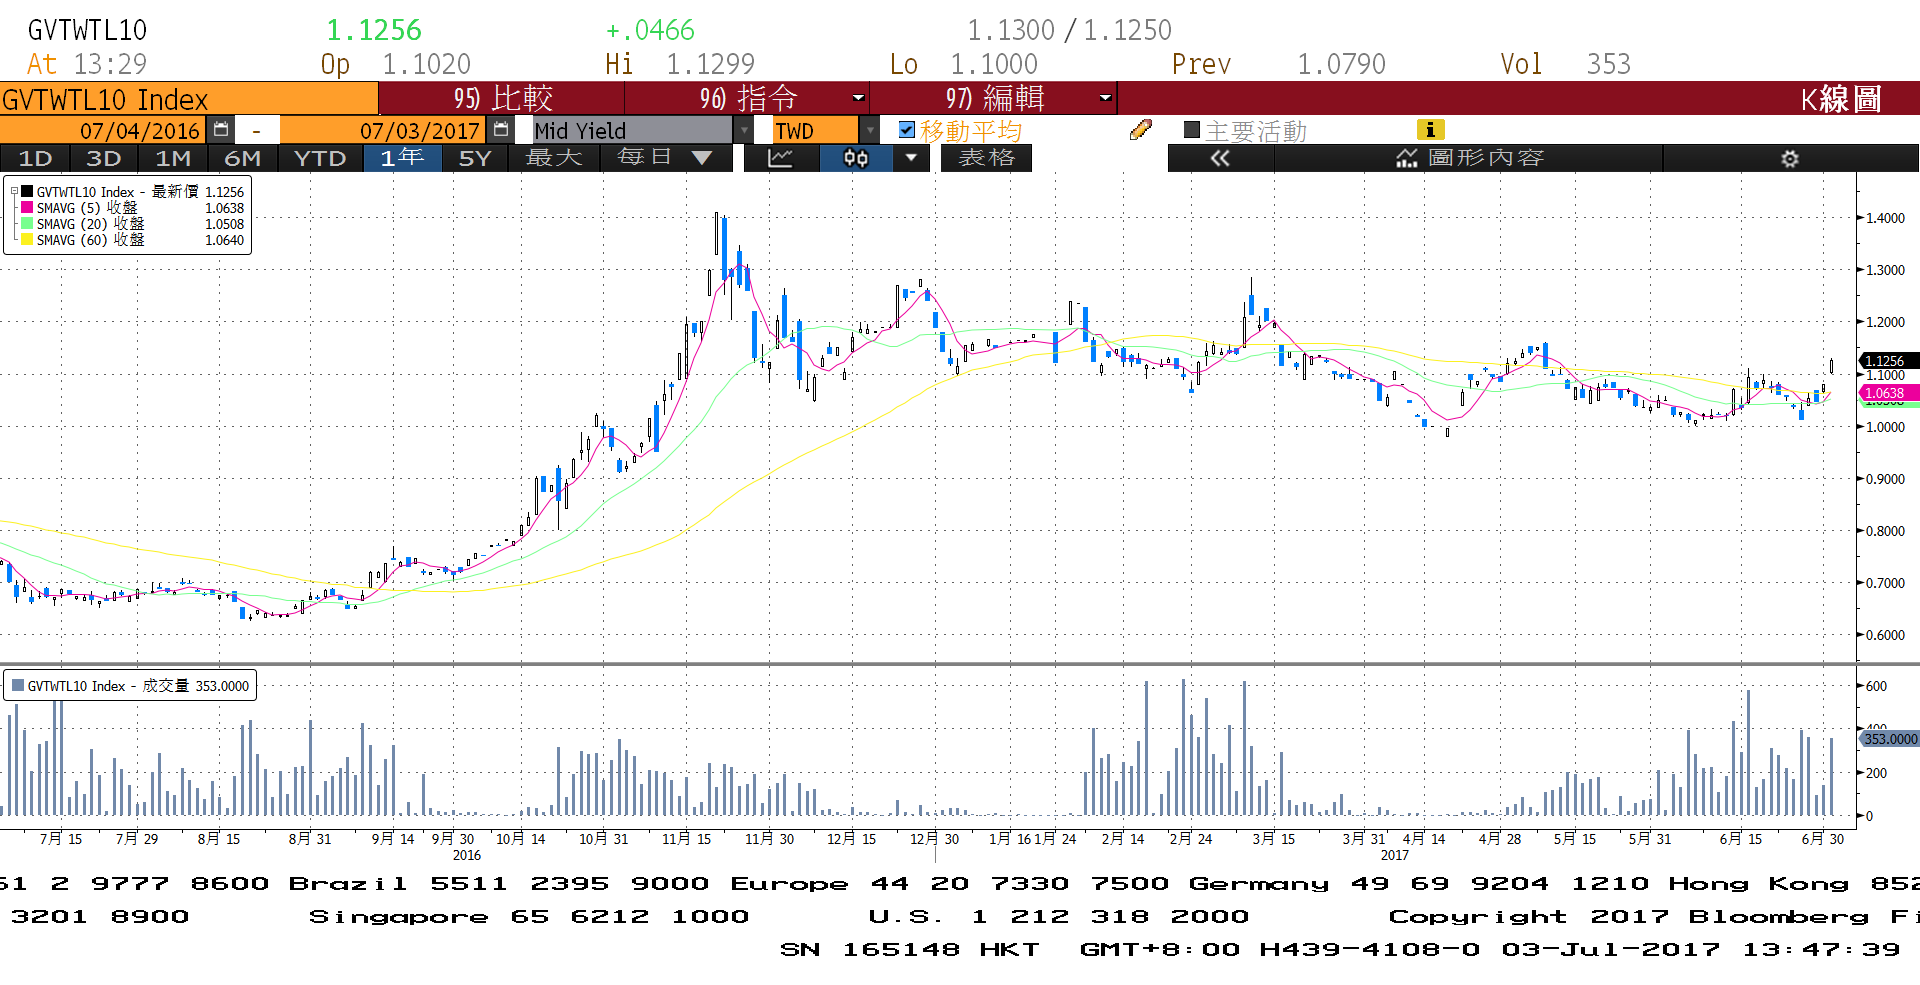 GVTWTL10 1.1256 +.0466 1.1300 / 1.1250
At 13:29 Op 1.1020 Hi 1.1299 Lo 1.1000 Prev 1.0790 Vol 353
GVTWTL10 Index 95) 比較 96) 指令 97) 編輯 K線圖
07/04/2016 - 07/03/2017 Mid Yield TWD 移動平均 主要活動
1D 3D 1M 6M YTD 1年 5Y 最大 每日 表格 圖形內容
GVTWTL10 Index - 最新價 1.1256
SMAVG (5) 收盤 1.0638
SMAVG (20) 收盤 1.0508
SMAVG (60) 收盤 1.0640
1.4000
1.3000
1.2000
1.1256
1.1000
1.0638
1.0000
0.9000
0.8000
0.7000
0.6000
GVTWTL10 Index - 成交量 353.0000
600
400
353.0000
200
0
7月 15 7月 29 8月 15 8月 31 9月 14 9月 30 10月 14 10月 31 11月 15 11月 30 12月 15 12月 30 1月 16 1月 24 2月 14 2月 24 3月 15 3月 31 4月 14 4月 28 5月 15 5月 31 6月 15 6月 30
2016 2017
61 2 9777 8600 Brazil 5511 2395 9000 Europe 44 20 7330 7500 Germany 49 69 9204 1210 Hong Kong 852
3201 8900 Singapore 65 6212 1000 U.S. 1 212 318 2000 Copyright 2017 Bloomberg Fi
SN 165148 HKT GMT+8:00 H439-4108-0 03-Jul-2017 13:47:39